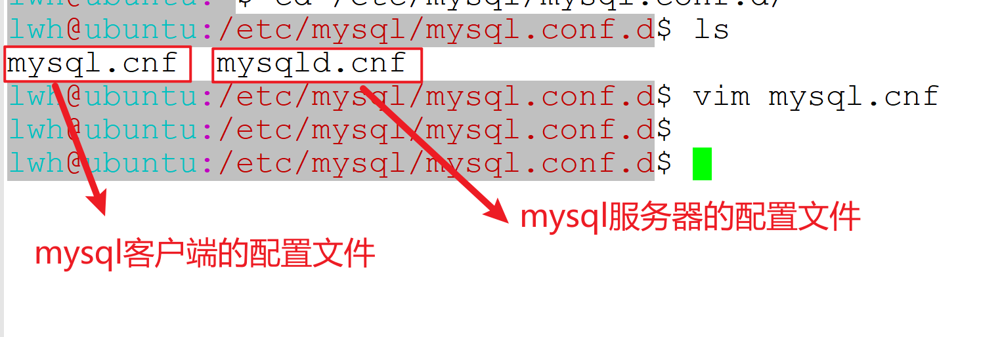 lwh@ubuntu:~$ cd /etc/mysql/mysql.conf.d/
lwh@ubuntu:/etc/mysql/mysql.conf.d$ ls
mysql.cnf  mysqld.cnf
lwh@ubuntu:/etc/mysql/mysql.conf.d$ vim mysql.cnf
lwh@ubuntu:/etc/mysql/mysql.conf.d$
lwh@ubuntu:/etc/mysql/mysql.conf.d$
mysql服务器的配置文件
mysql客户端的配置文件